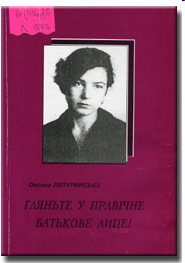 Оксана ЛЯТУРИНСЬКА
ГЛЯНЬТЕ У ПРАВІЧНЕ
БАТЬКОВЕ ЛИЦЕ!